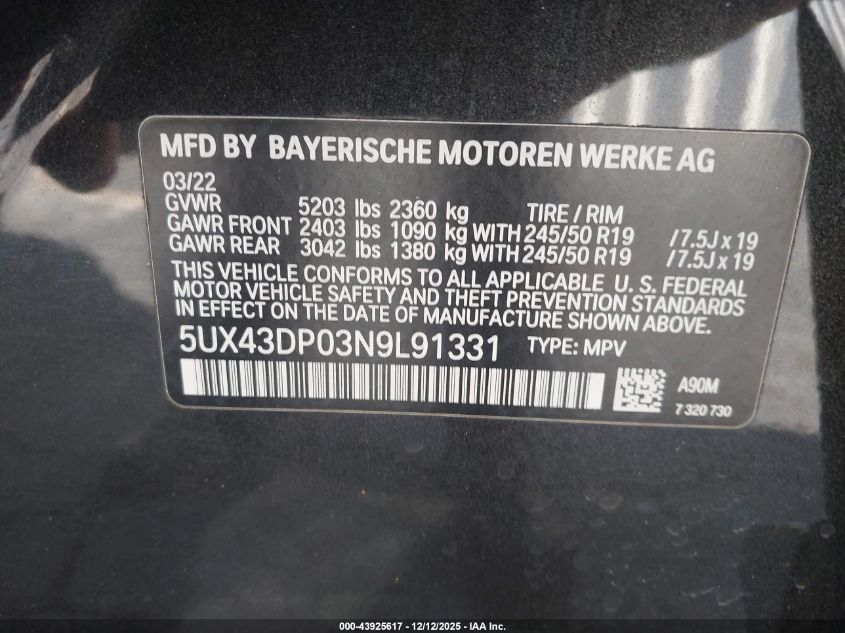 MFD BY BAYERISCHE MOTOREN WERKE AG
03/22
GVWR 5203 lbs 2360 kg TIRE / RIM
GAWR FRONT 2403 lbs 1090 kg WITH 245/50 R19 /7.5J x 19
GAWR REAR 3042 lbs 1380 kg WITH 245/50 R19 /7.5J x 19
THIS VEHICLE CONFORMS TO ALL APPLICABLE U. S. FEDERAL
MOTOR VEHICLE SAFETY AND THEFT PREVENTION STANDARDS
IN EFFECT ON THE DATE OF MANUFACTURE SHOWN ABOVE.
5UX43DP03N9L91331 TYPE: MPV
A90M
7 320 730
000-43925617 - 12/12/2025 - IAA Inc.